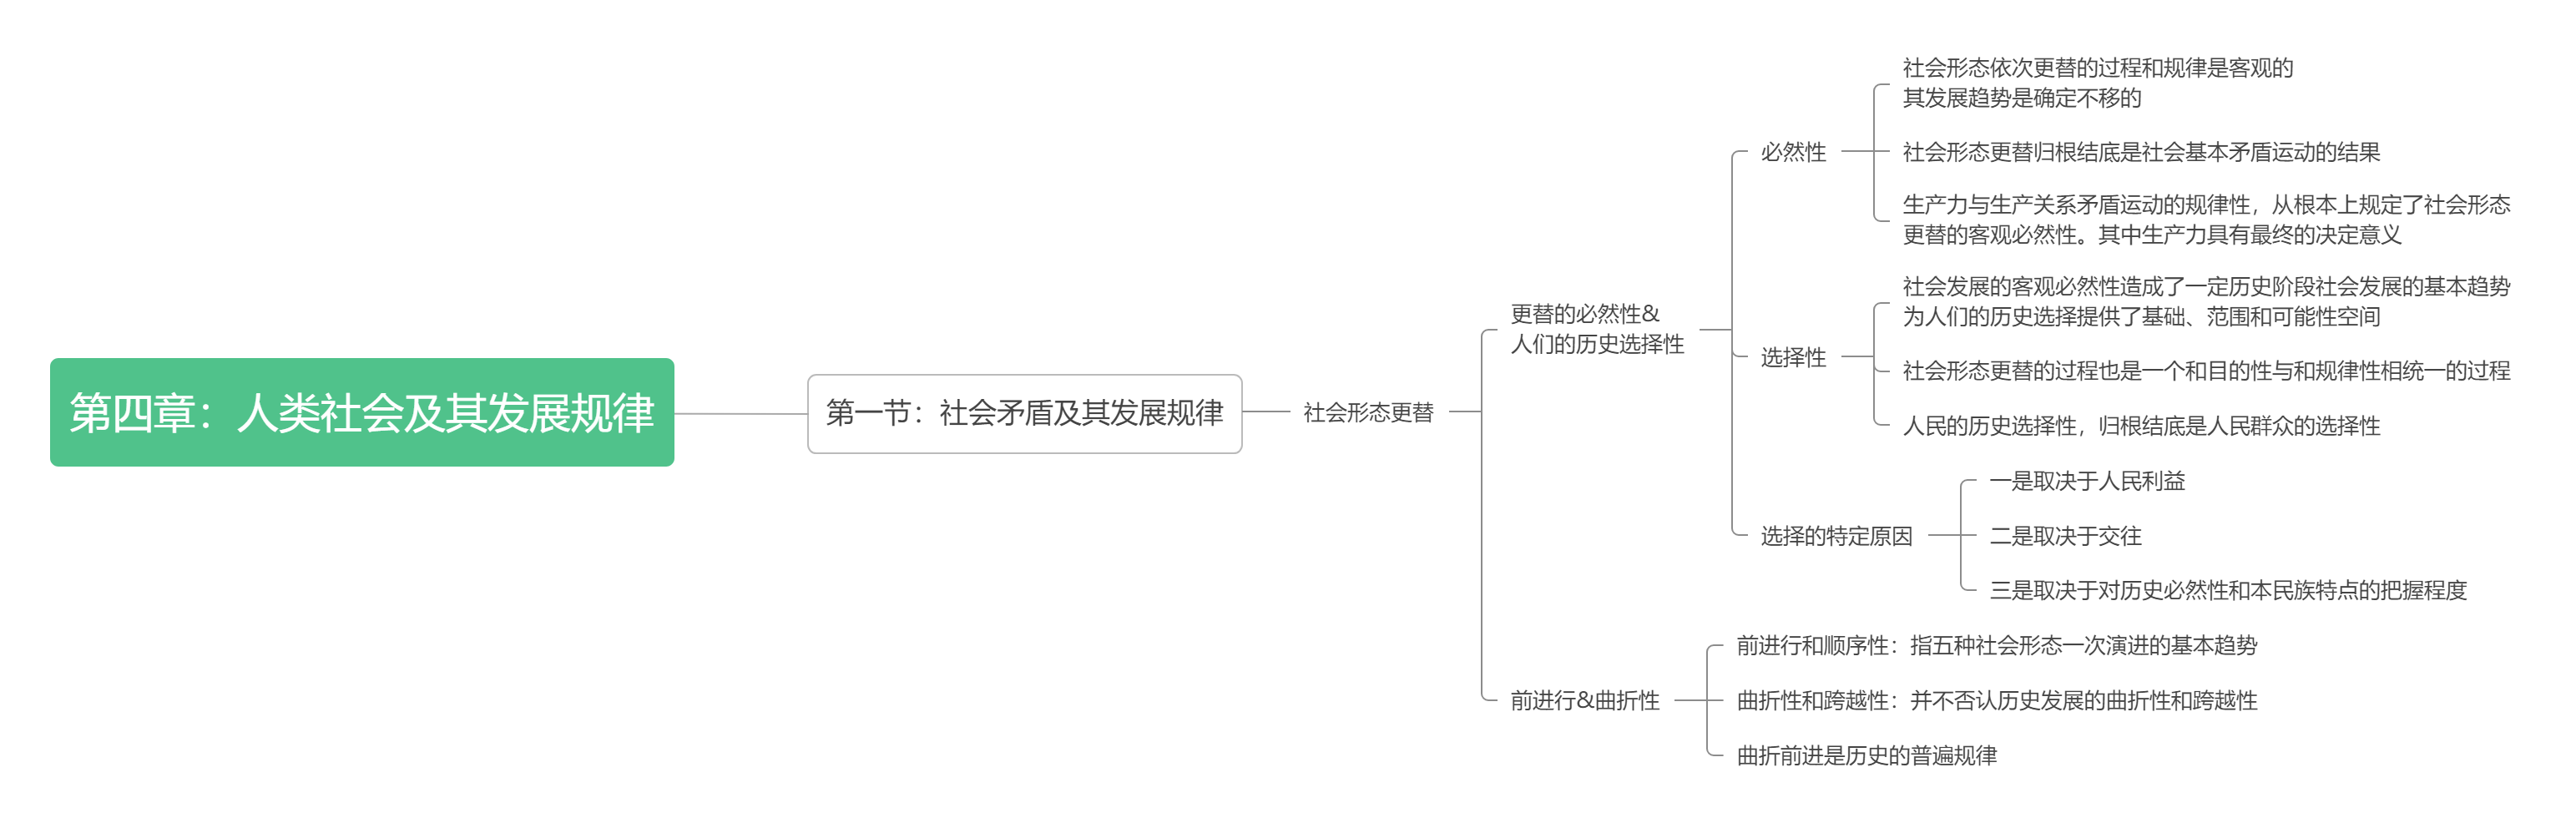 第四章：人类社会及其发展规律
第一节：社会矛盾及其发展规律
社会形态更替
更替的必然性&
人们的历史选择性
必然性
社会形态依次更替的过程和规律是客观的
其发展趋势是确定不移的
社会形态更替归根结底是社会基本矛盾运动的结果
生产力与生产关系矛盾运动的规律性，从根本上规定了社会形态
更替的客观必然性。其中生产力具有最终的决定意义
选择性
社会发展的客观必然性造成了一定历史阶段社会发展的基本趋势
为人们的历史选择提供了基础、范围和可能性空间
社会形态更替的过程也是一个和目的性与和规律性相统一的过程
人民的历史选择性，归根结底是人民群众的选择性
选择的特定原因
一是取决于人民利益
二是取决于交往
三是取决于对历史必然性和本民族特点的把握程度
前进行&曲折性
前进行和顺序性：指五种社会形态一次演进的基本趋势
曲折性和跨越性：并不否认历史发展的曲折性和跨越性
曲折前进是历史的普遍规律